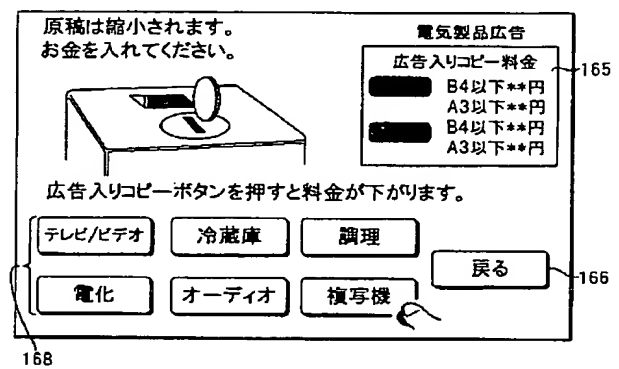 原稿は縮小されます。
お金を入れてください。
電気製品広告
広告入りコピー料金
B4以下**円
A3以下**円
B4以下**円
A3以下**円
165
広告入りコピーボタンを押すと料金が下がります。
テレビ/ビデオ
冷蔵庫
調理
戻る
166
電化
オーディオ
複写機
168